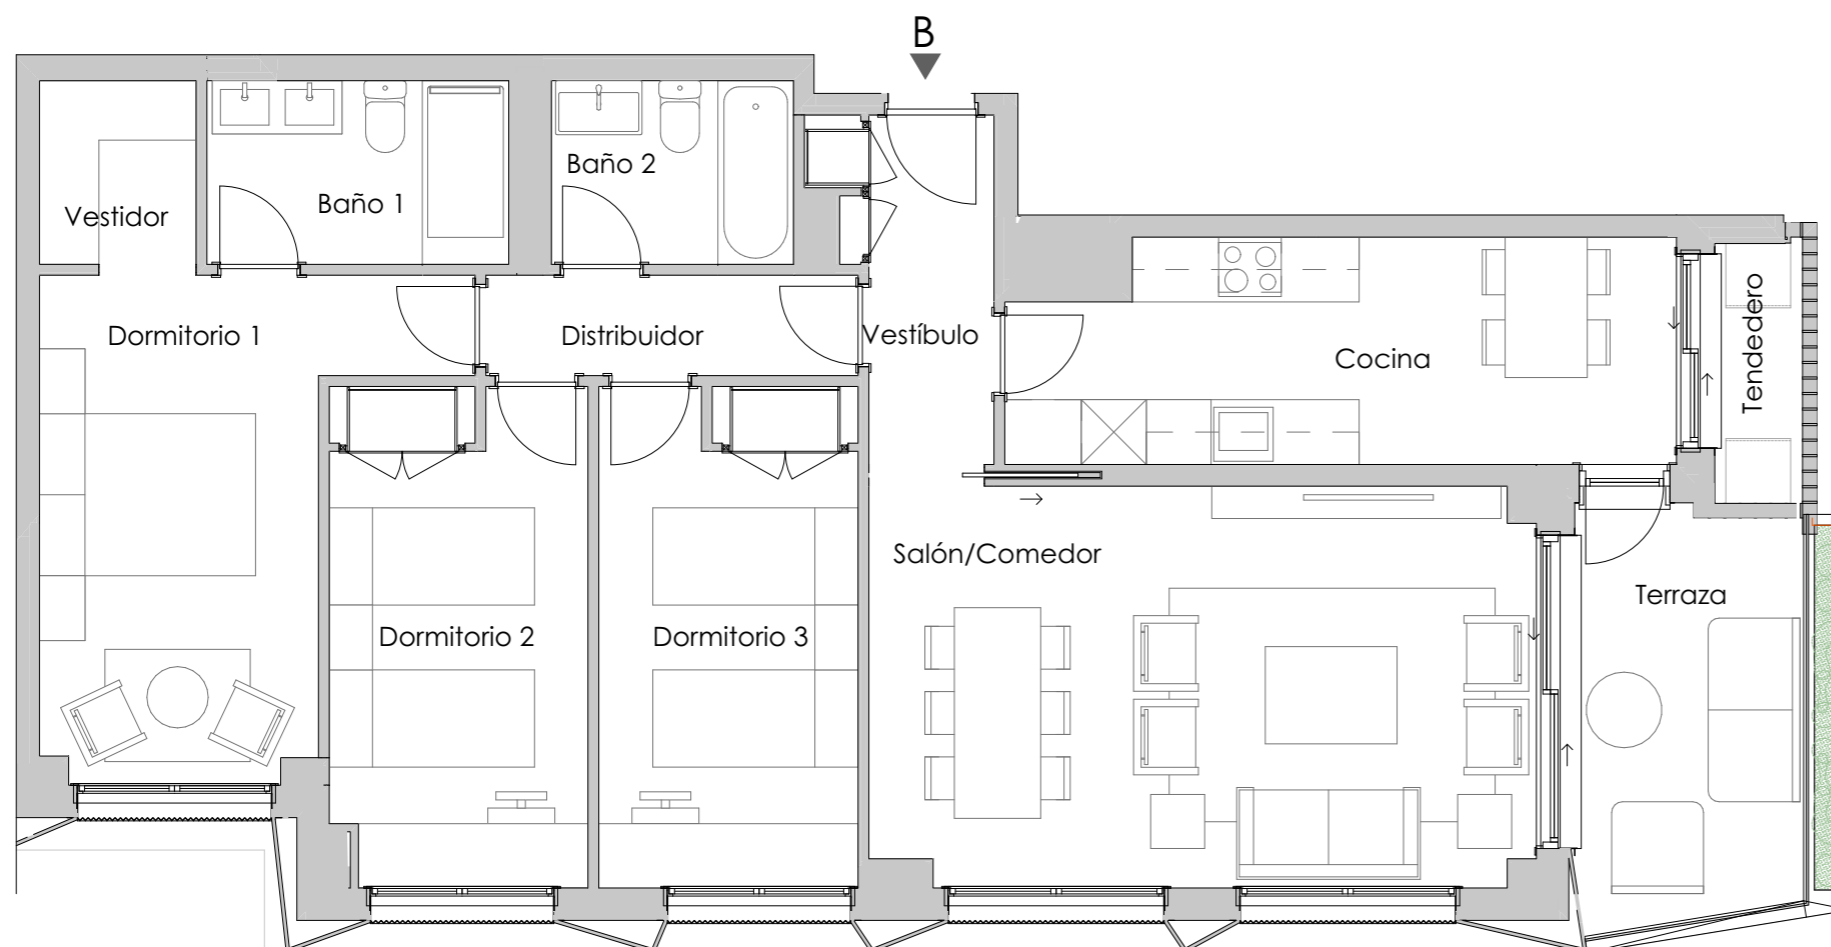 B
Baño 2
Baño 1
Vestidor
Dormitorio 1
Distribuidor
Vestíbulo
Cocina
Tendedero
Salón/Comedor
Terraza
Dormitorio 2
Dormitorio 3